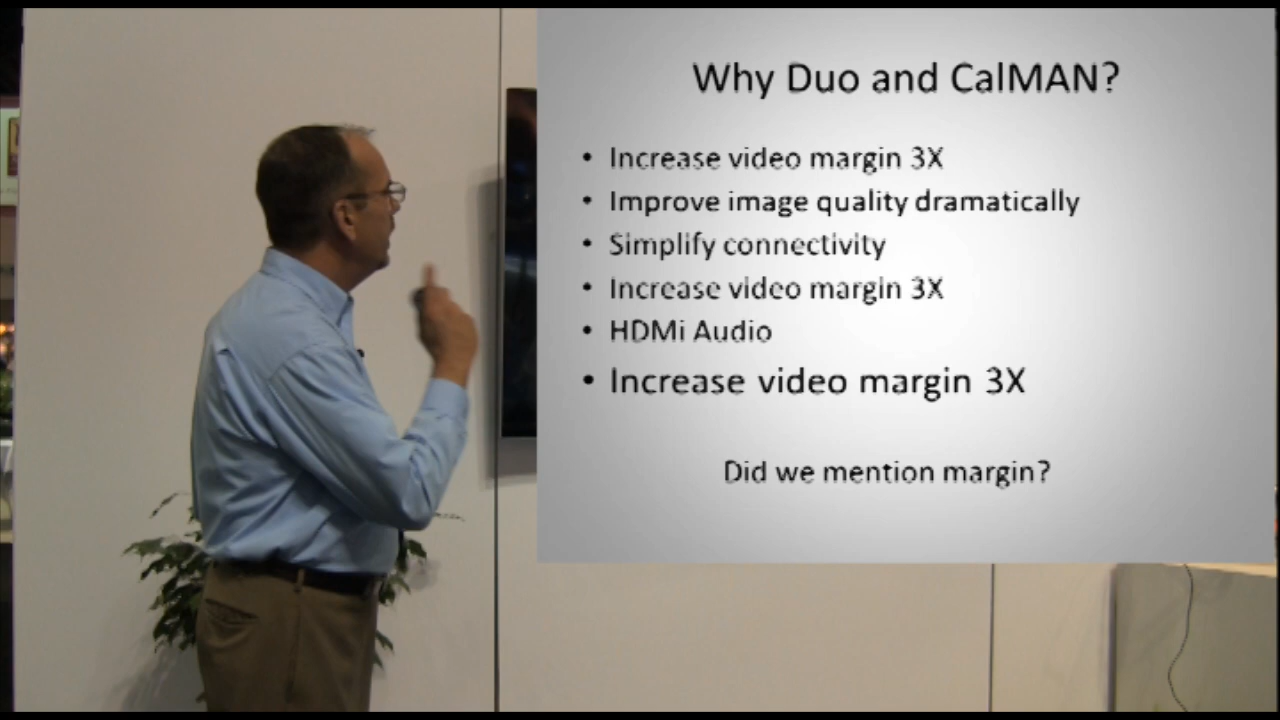 Why Duo and CalMAN?
• Increase video margin 3X
• Improve image quality dramatically
• Simplify connectivity
• Increase video margin 3X
• HDMi Audio
• Increase video margin 3X
Did we mention margin?